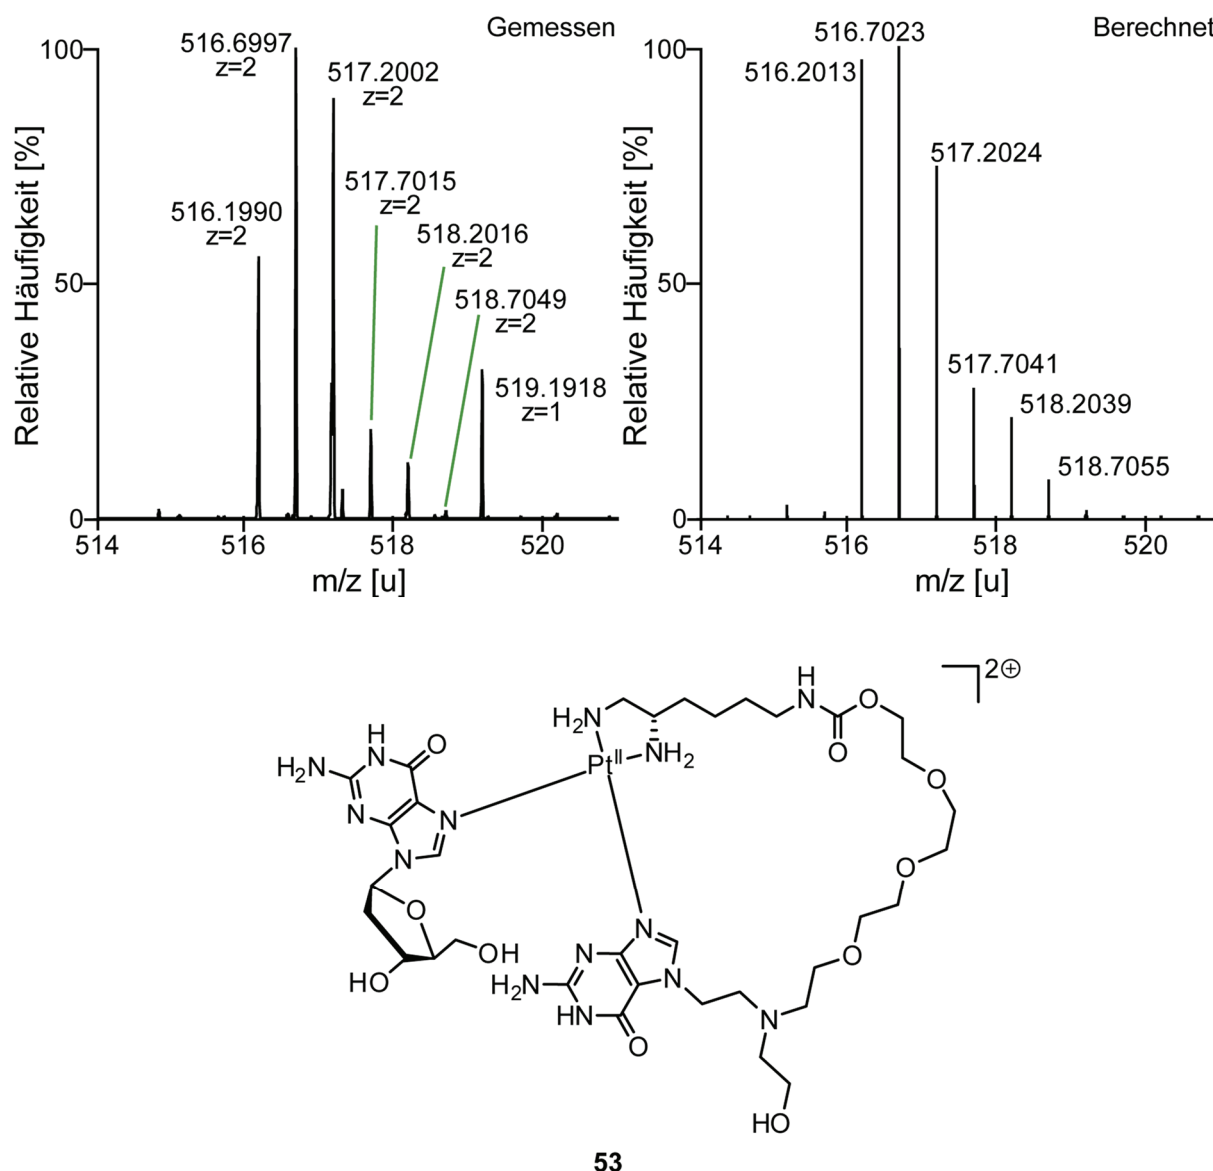 Gemessen
Relative Häufigkeit [%]
100
50
0
516.6997
z=2
517.2002
z=2
517.7015
z=2
516.1990
z=2
518.2016
z=2
518.7049
z=2
519.1918
z=1
514
516
518
520
m/z [u]
Berechnet
Relative Häufigkeit [%]
100
50
0
516.7023
516.2013
517.2024
517.7041
518.2039
518.7055
514
516
518
520
m/z [u]
2⊕
H
N
O
O
H₂N
NH₂
PtII
H
N
O
H₂N
N
N
N
O
OH
HO
O
O
O
N
N
N
H₂N
HN
O
N
HO
53